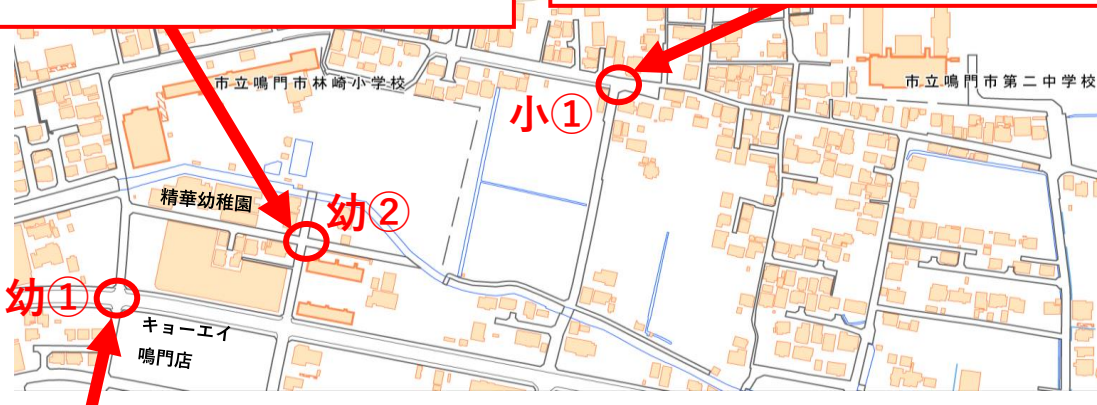 市立鳴門市林崎小学校
市立鳴門市第二中学校
小①
精華幼稚園
幼②
幼①
キョーエイ
鳴門店